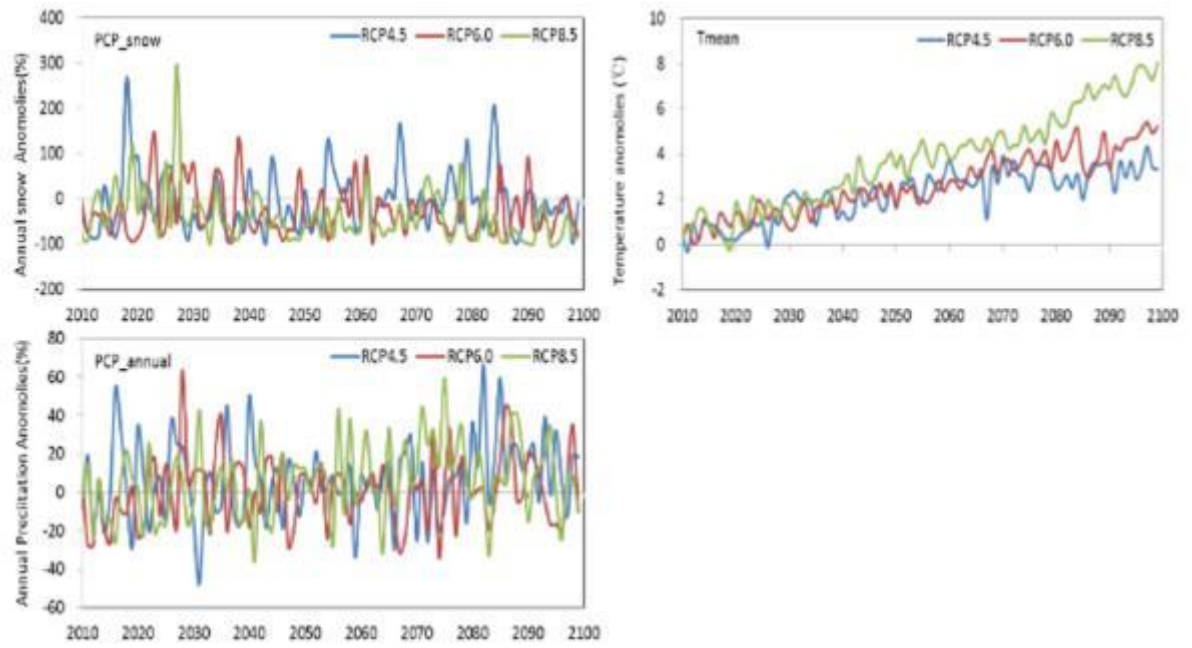 PCP_snow
RCP4.5 RCP6.0 RCP8.5
Annual snow Anomolies(%)
400
300
200
100
0
-100
-200
2010 2020 2030 2040 2050 2060 2070 2080 2090 2100
Tmean
RCP4.5 RCP6.0 RCP8.5
Temperature anomolies (℃)
10
8
6
4
2
0
-2
2010 2020 2030 2040 2050 2060 2070 2080 2090 2100
PCP_annual
RCP4.5 RCP6.0 RCP8.5
Annual Precitation Anomolies(%)
80
60
40
20
0
-20
-40
-60
2010 2020 2030 2040 2050 2060 2070 2080 2090 2100